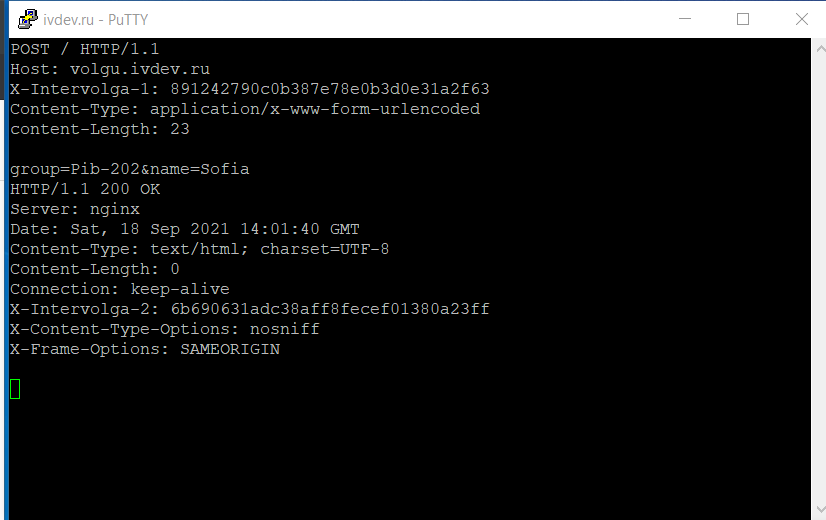 ivdev.ru - PuTTY
POST / HTTP/1.1
Host: volgu.ivdev.ru
X-Intervolga-1: 891242790c0b387e78e0b3d0e31a2f63
Content-Type: application/x-www-form-urlencoded
content-Length: 23

group=Pib-202&name=Sofia
HTTP/1.1 200 OK
Server: nginx
Date: Sat, 18 Sep 2021 14:01:40 GMT
Content-Type: text/html; charset=UTF-8
Content-Length: 0
Connection: keep-alive
X-Intervolga-2: 6b690631adc38aff8fecef01380a23ff
X-Content-Type-Options: nosniff
X-Frame-Options: SAMEORIGIN